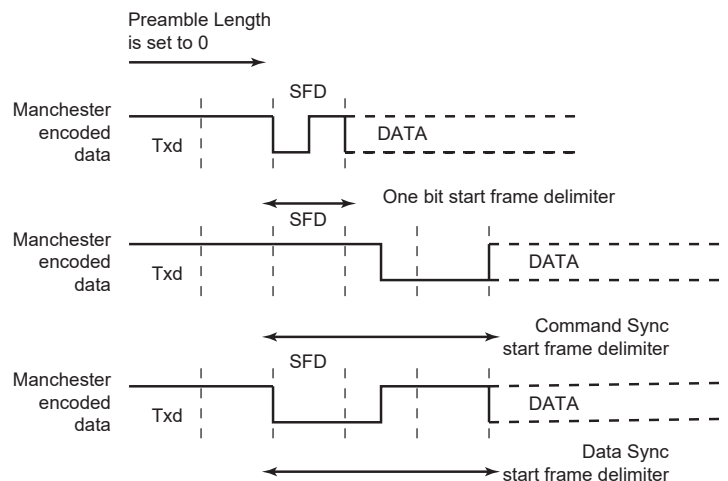 Preamble Length
is set to 0
SFD
Manchester
encoded
data
Txd
DATA
One bit start frame delimiter
SFD
Manchester
encoded
data
Txd
DATA
Command Sync
start frame delimiter
SFD
Manchester
encoded
data
Txd
DATA
Data Sync
start frame delimiter